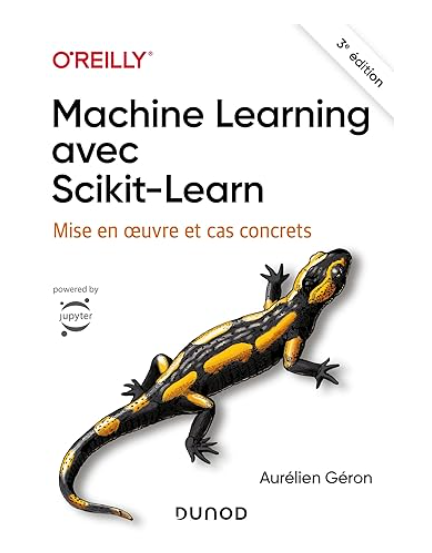 O'REILLY®
3e édition
Machine Learning
avec
Scikit-Learn
Mise en œuvre et cas concrets
powered by
jupyter
Aurélien Géron
DUNOD